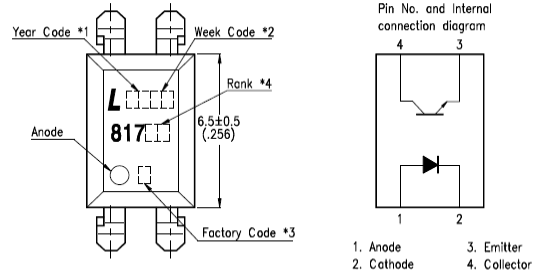 Year Code *1
Week Code *2
Rank *4
L
817
6.5±0.5
(.256)
Anode
Factory Code *3
Pin No. and Internal
connection diagram
4 3
1 2
1. Anode
2. Cathode
3. Emitter
4. Collector